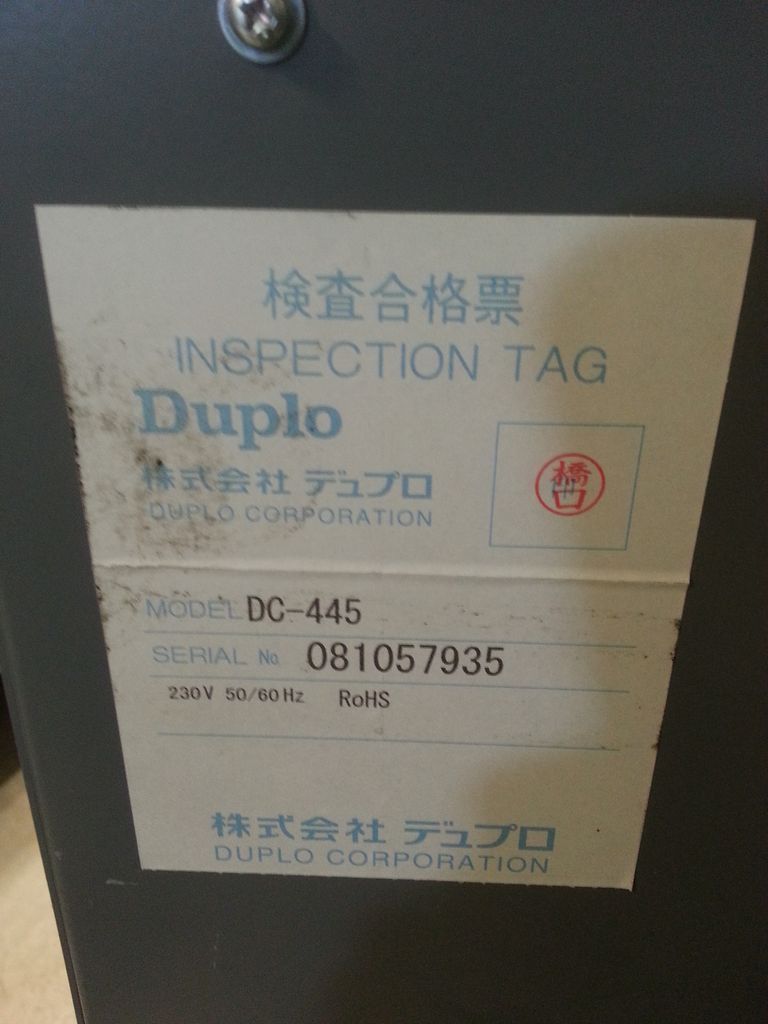 検査合格票
INSPECTION TAG
Duplo
株式会社 デュプロ
DUPLO CORPORATION
橋口
MODEL DC-445
SERIAL No. 081057935
230V 50/60Hz RoHS
株式会社 デュプロ
DUPLO CORPORATION